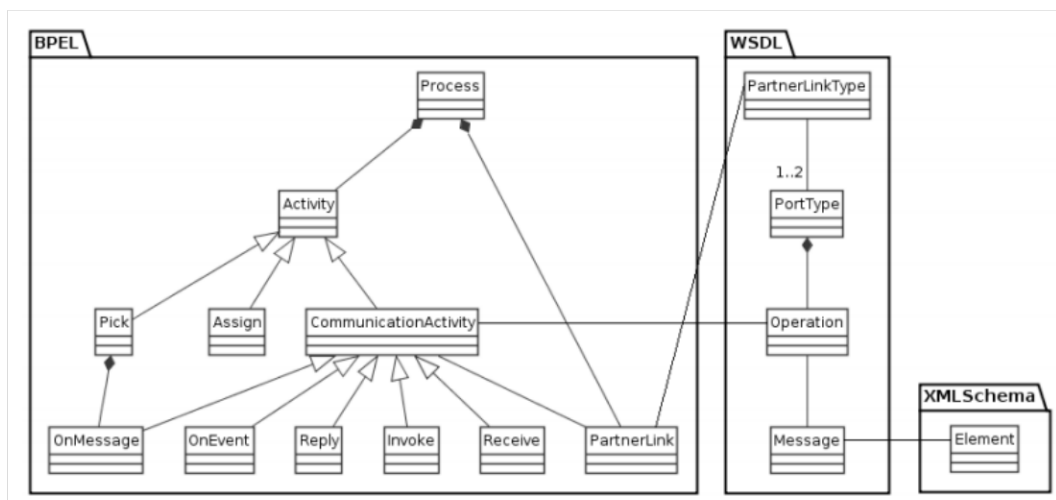 BPEL
WSDL
Process
PartnerLinkType
1..2
Activity
PortType
Pick
Assign
CommunicationActivity
Operation
XMLSchema
OnMessage
OnEvent
Reply
Invoke
Receive
PartnerLink
Message
Element